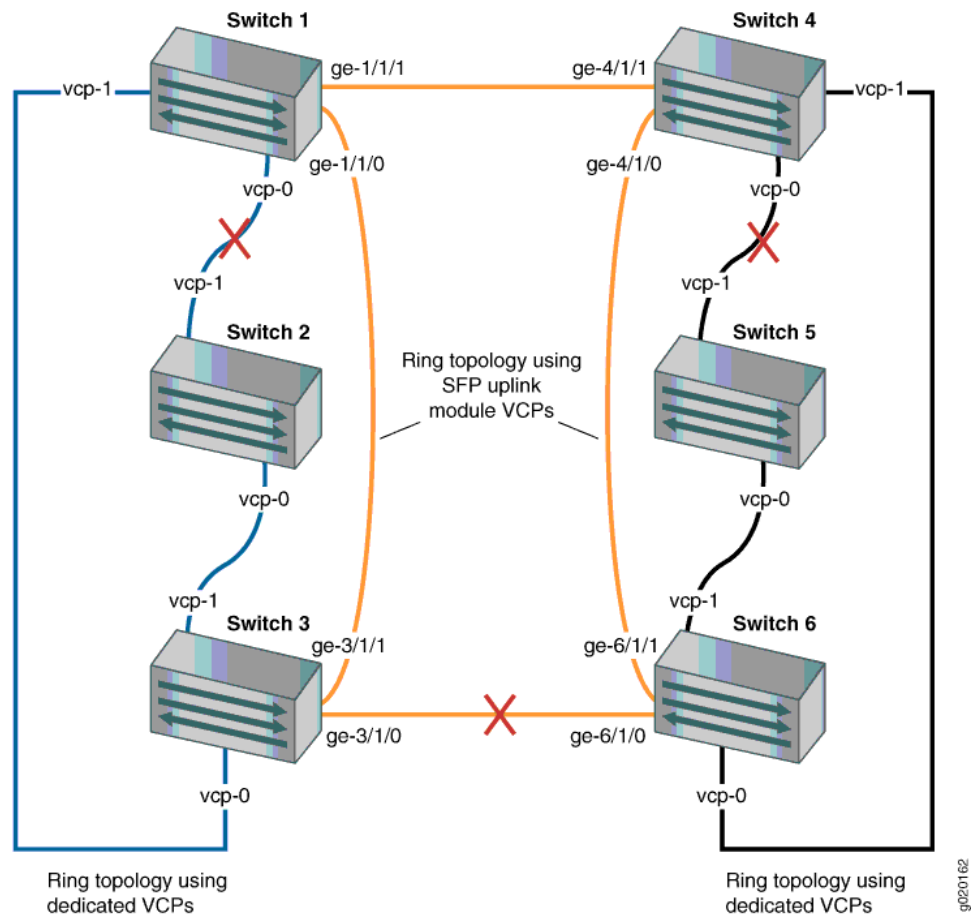 Switch 1
Switch 4
ge-1/1/1
ge-4/1/1
vcp-1
vcp-1
ge-1/1/0
ge-4/1/0
vcp-0
vcp-0
vcp-1
vcp-1
Switch 2
Switch 5
Ring topology using
SFP uplink
module VCPs
vcp-0
vcp-0
vcp-1
vcp-1
Switch 3
Switch 6
ge-3/1/1
ge-6/1/1
ge-3/1/0
ge-6/1/0
vcp-0
vcp-0
Ring topology using
dedicated VCPs
Ring topology using
dedicated VCPs
g020162